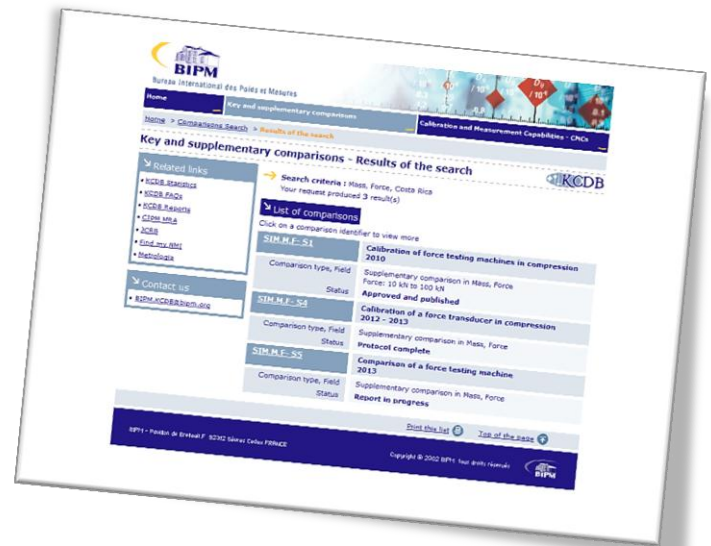 BIPM
Bureau International des Poids et Mesures
Home
Key and supplementary comparisons
Calibration and Measurement Capabilities - CMCs
Home > Comparisons Search > Results of the search
Key and supplementary comparisons - Results of the search
KCDB
Related links
• KCDB Statistics
• KCDB FAQs
• KCDB Reports
• CIPM MRA
• JCRB
• Find my NMI
• Metrologia
Contact us
• BIPM.KCDB@bipm.org
Search criteria : Mass, Force, Costa Rica
Your request produced 3 result(s)
List of comparisons
Click on a comparison identifier to view more
SIM.M.F-S1
Calibration of force testing machines in compression
2010
Comparison type, Field
Supplementary comparison in Mass, Force
Force: 10 kN to 100 kN
Status
Approved and published
SIM.M.F-S4
Calibration of a force transducer in compression
2012 - 2013
Comparison type, Field
Supplementary comparison in Mass, Force
Status
Protocol complete
SIM.M.F-S5
Comparison of a force testing machine
2013
Comparison type, Field
Supplementary comparison in Mass, Force
Status
Report in progress
Print this list
Top of the page
BIPM - Pavillon de Breteuil F 92312 Sèvres Cedex FRANCE
Copyright © 2002 BIPM tous droits réservés
BIPM